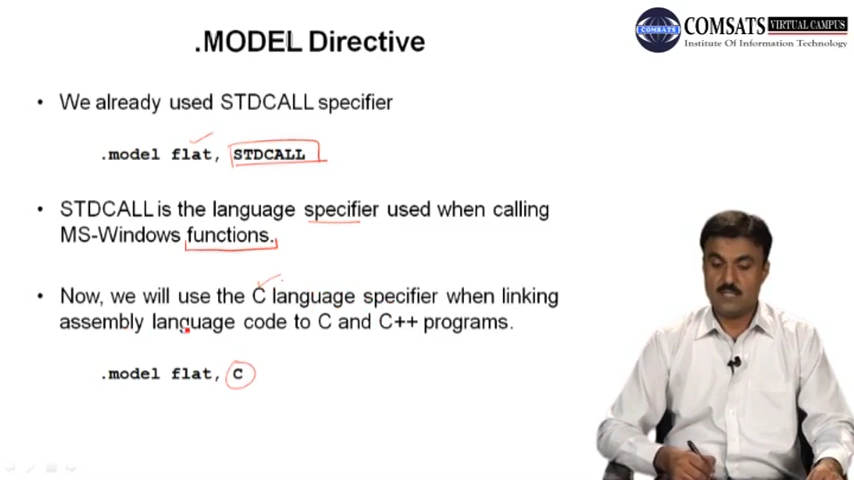 COMSATS VIRTUAL CAMPUS
COMSATS
Institute Of Information Technology
.MODEL Directive
• We already used STDCALL specifier
.model flat, STDCALL
• STDCALL is the language specifier used when calling
MS-Windows functions.
• Now, we will use the C language specifier when linking
assembly language code to C and C++ programs.
.model flat, C